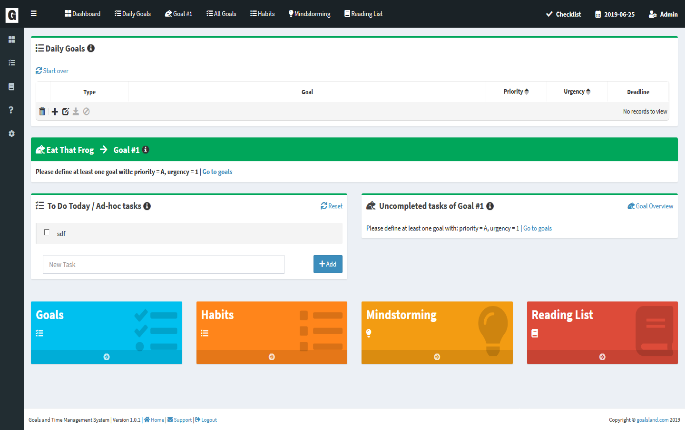 G
Dashboard Daily Goals Goal #1 All Goals Habits Mindstorming Reading List Checklist 2019-06-25 Admin
Daily Goals
Start over
Type Goal Priority Urgency Deadline
No records to view
Eat That Frog → Goal #1
Please define at least one goal with: priority = A, urgency = 1 | Go to goals
To Do Today / Ad-hoc tasks Reset
sdf
New Task +Add
Uncompleted tasks of Goal #1 Goal Overview
Please define at least one goal with: priority = A, urgency = 1 | Go to goals
Goals
Habits
Mindstorming
Reading List
Goals and Time Management System | Version 1.0.1 | Home | Support | Logout
Copyright © goalsland.com 2019